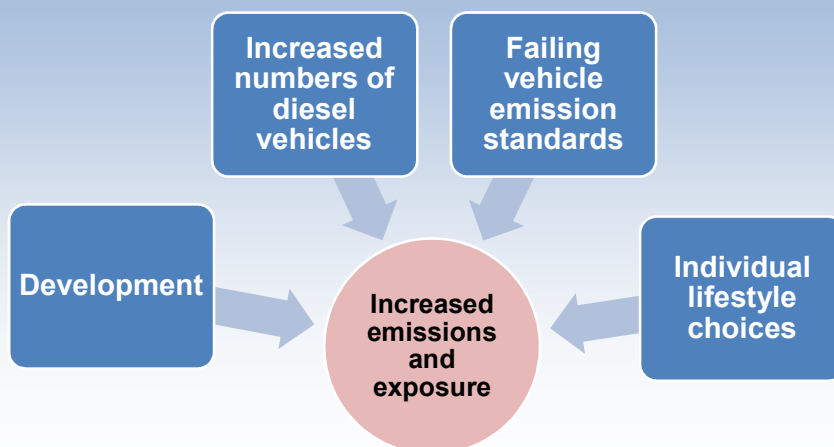 Increased
numbers of
diesel
vehicles
Failing
vehicle
emission
standards
Development
Individual
lifestyle
choices
Increased
emissions
and
exposure